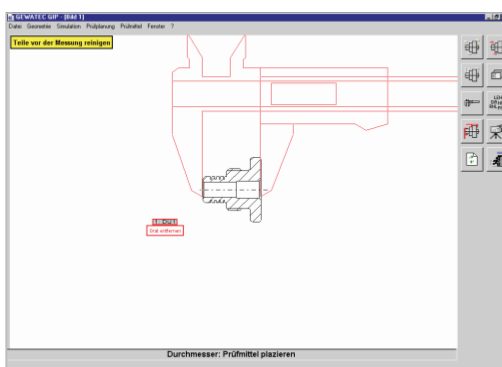 GEWATEC GIP - [Bild 1]
Datei Geometrie Simulation Prüfplanung Prüfmittel Fenster ?
Teile vor der Messung reinigen
Grat entfernen
Durchmesser: Prüfmittel plazieren